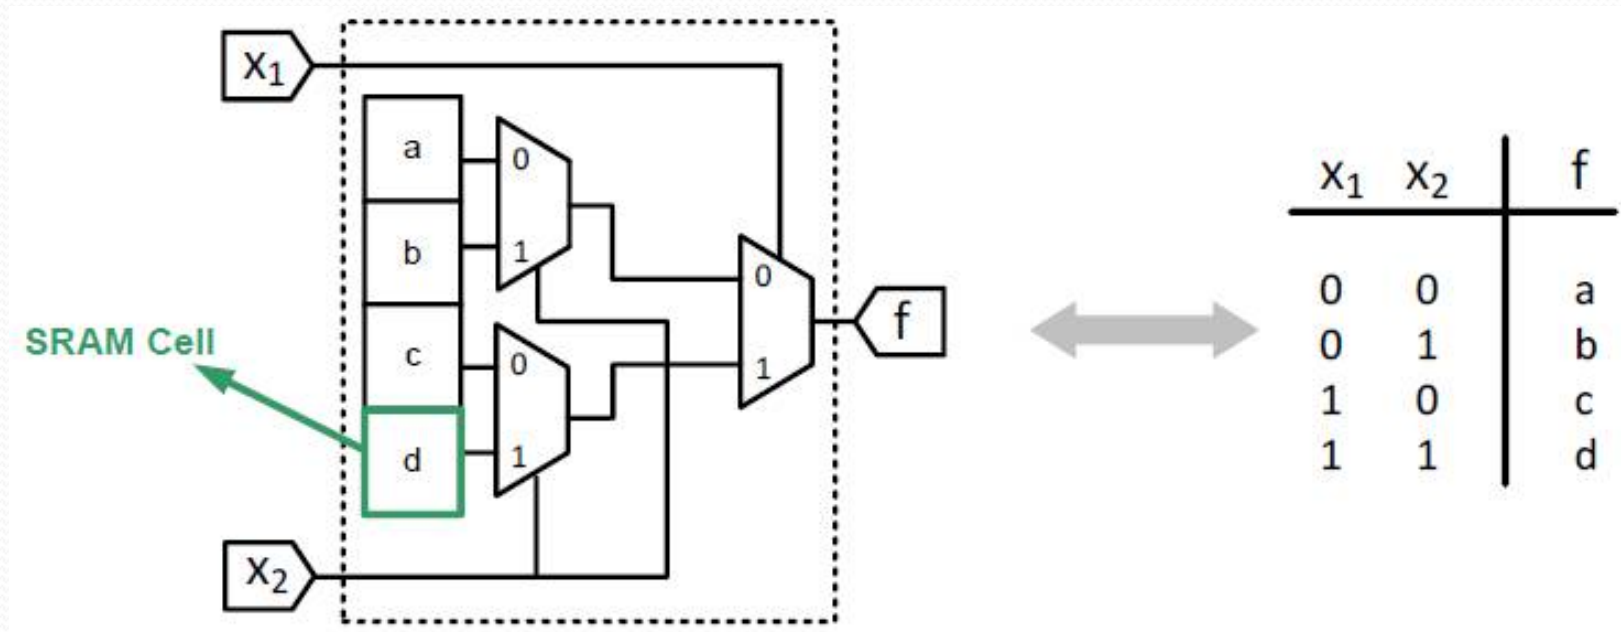 x₁
a
0
b
1
c
0
d
1
SRAM Cell
x₂
0
1
f
x₁ x₂ f
0 0 a
0 1 b
1 0 c
1 1 d